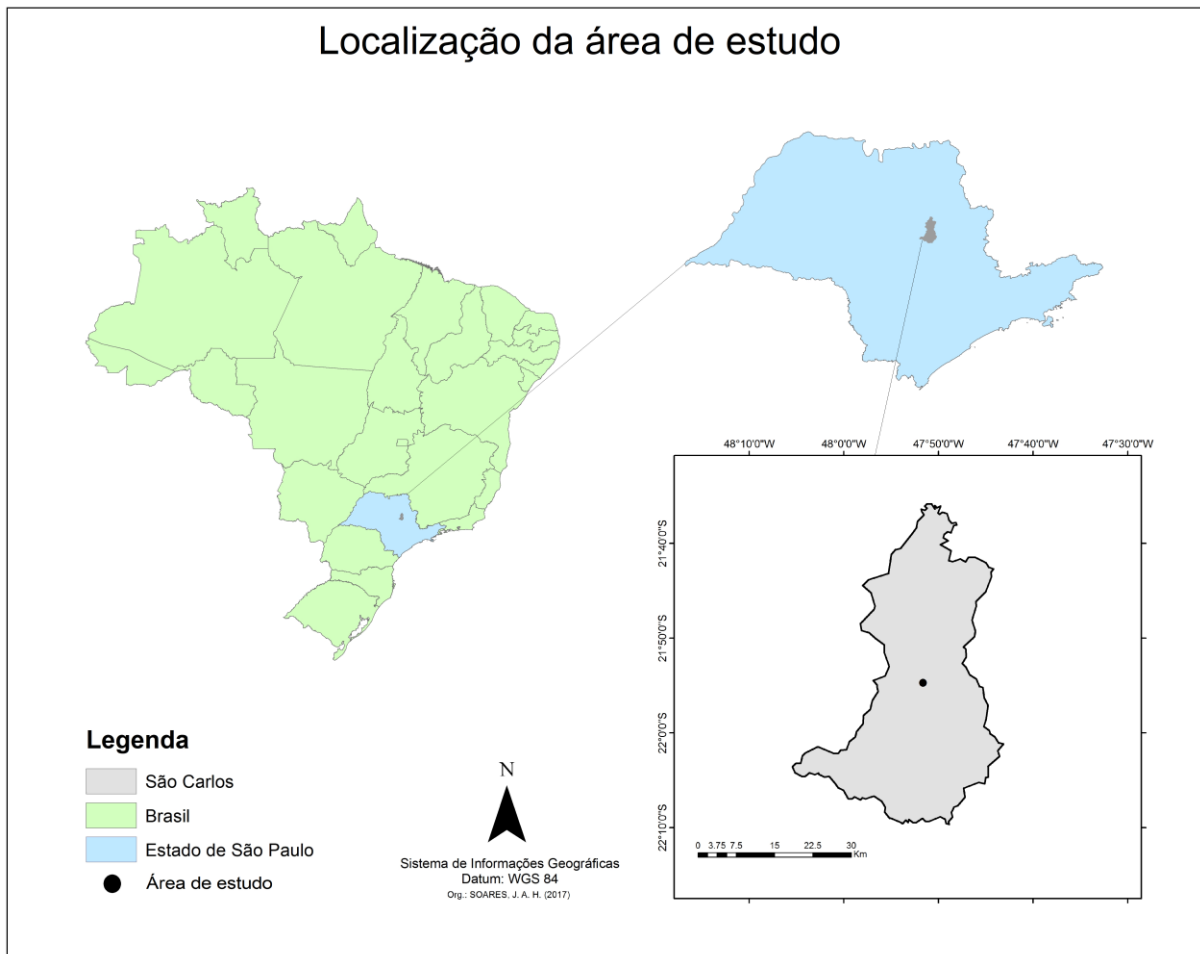 Localização da área de estudo
48°10'0"W 48°0'0"W 47°50'0"W 47°40'0"W 47°30'0"W
21°40'0"S
21°50'0"S
22°0'0"S
22°10'0"S
0 3.75 7.5 15 22.5 30
Km
Legenda
São Carlos
Brasil
Estado de São Paulo
Área de estudo
N
Sistema de Informações Geográficas
Datum: WGS 84
Org.: SOARES, J. A. H. (2017)